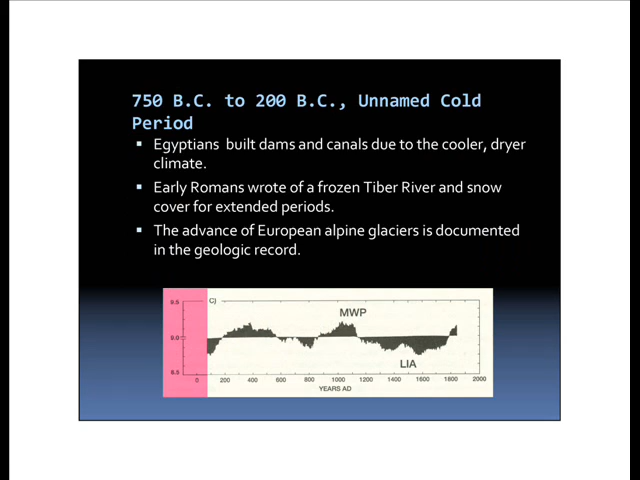 750 B.C. to 200 B.C., Unnamed Cold
Period
Egyptians built dams and canals due to the cooler, dryer
climate.
Early Romans wrote of a frozen Tiber River and snow
cover for extended periods.
The advance of European alpine glaciers is documented
in the geologic record.
9.5
C)
MWP
9.0
LIA
8.5
0 200 400 600 800 1000 1200 1400 1600 1800 2000
YEARS AD